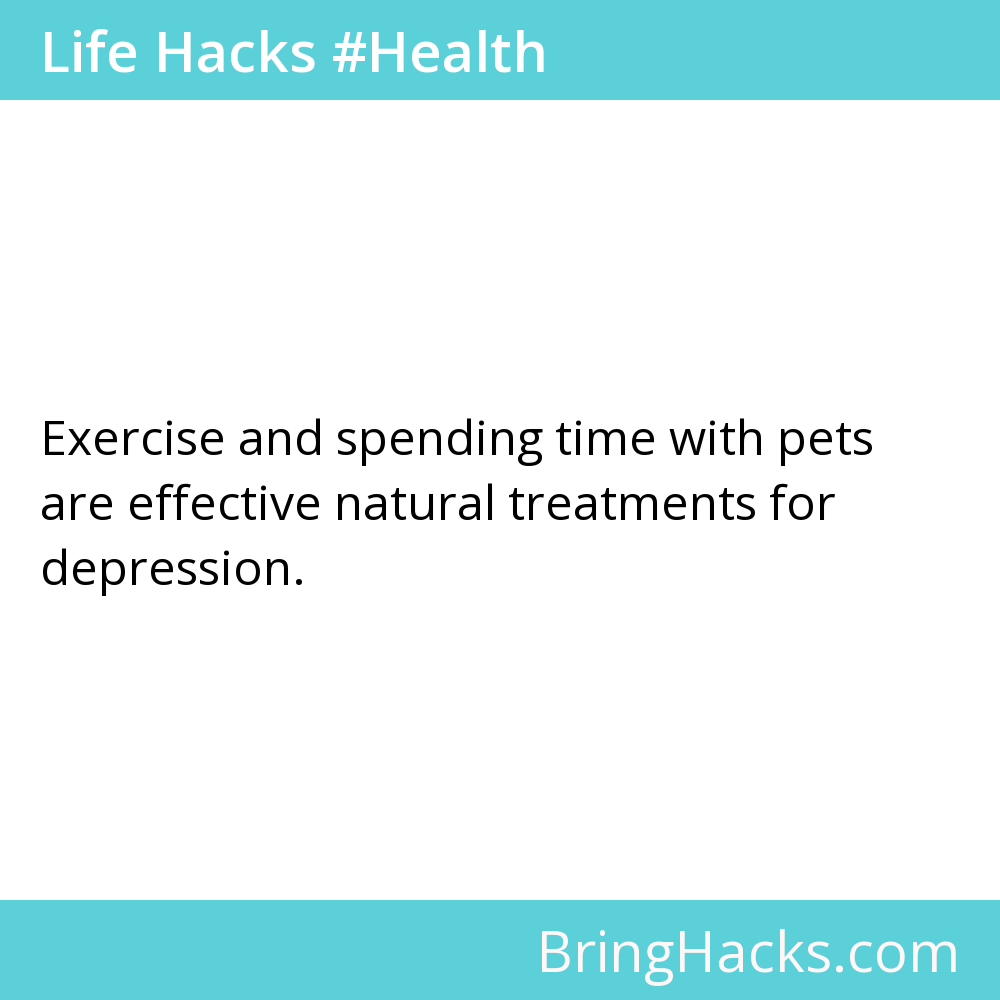 Life Hacks #Health
Exercise and spending time with pets
are effective natural treatments for
depression.
BringHacks.com